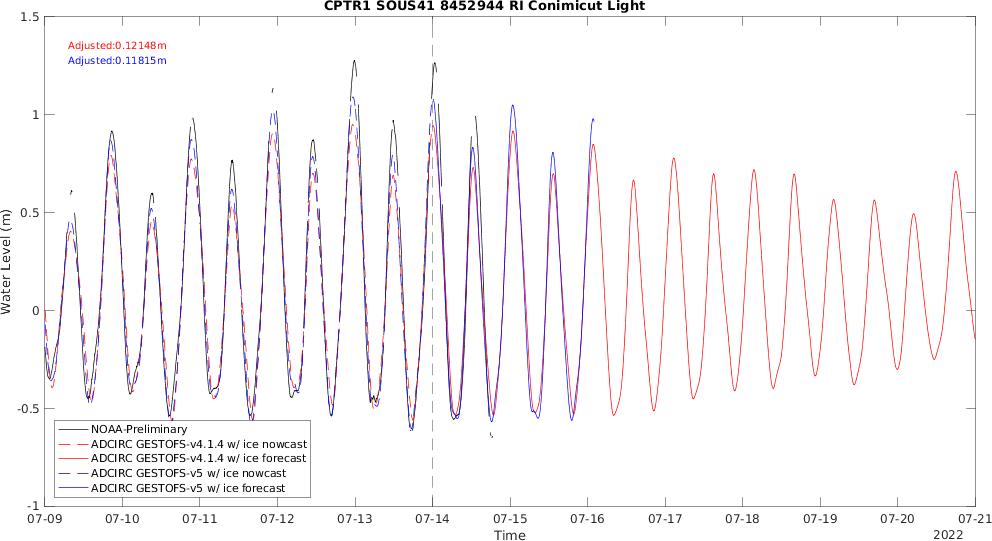 CPTR1 SOUS41 8452944 RI Conimicut Light
Adjusted:0.12148m
Adjusted:0.11815m
1.5
1
0.5
0
-0.5
-1
Water Level (m)
NOAA-Preliminary
ADCIRC GESTOFS-v4.1.4 w/ ice nowcast
ADCIRC GESTOFS-v4.1.4 w/ ice forecast
ADCIRC GESTOFS-v5 w/ ice nowcast
ADCIRC GESTOFS-v5 w/ ice forecast
07-09 07-10 07-11 07-12 07-13 07-14 07-15 07-16 07-17 07-18 07-19 07-20 07-21
Time
2022